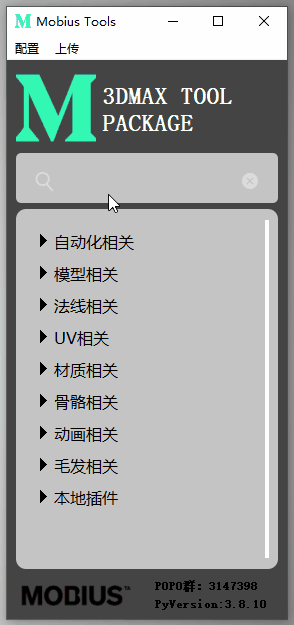 M Mobius Tools
配置 上传
M 3DMAX TOOL
PACKAGE
自动化相关
模型相关
法线相关
UV相关
材质相关
骨骼相关
动画相关
毛发相关
本地插件
MOBIUS™ POPO群: 3147398
PyVersion:3.8.10